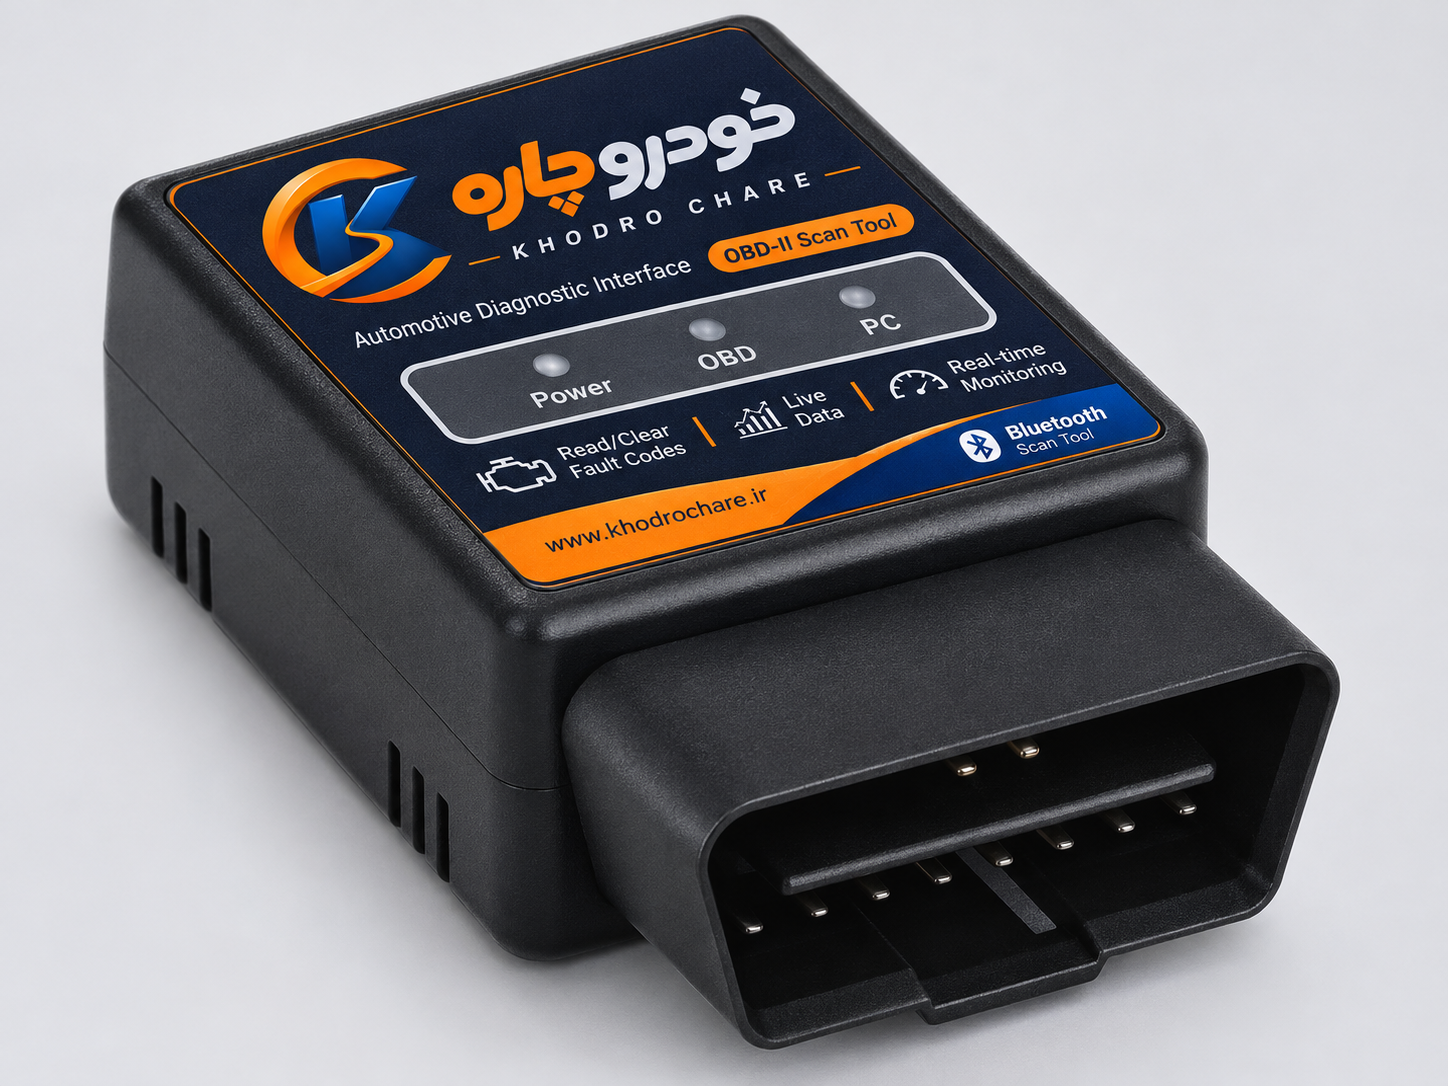 خودرو چاره
KHODRO CHARE
Automotive Diagnostic Interface
OBD-II Scan Tool
Power
OBD
PC
Read/Clear
Fault Codes
Live
Data
Real-time
Monitoring
www.khodrochare.ir
Bluetooth
Scan Tool